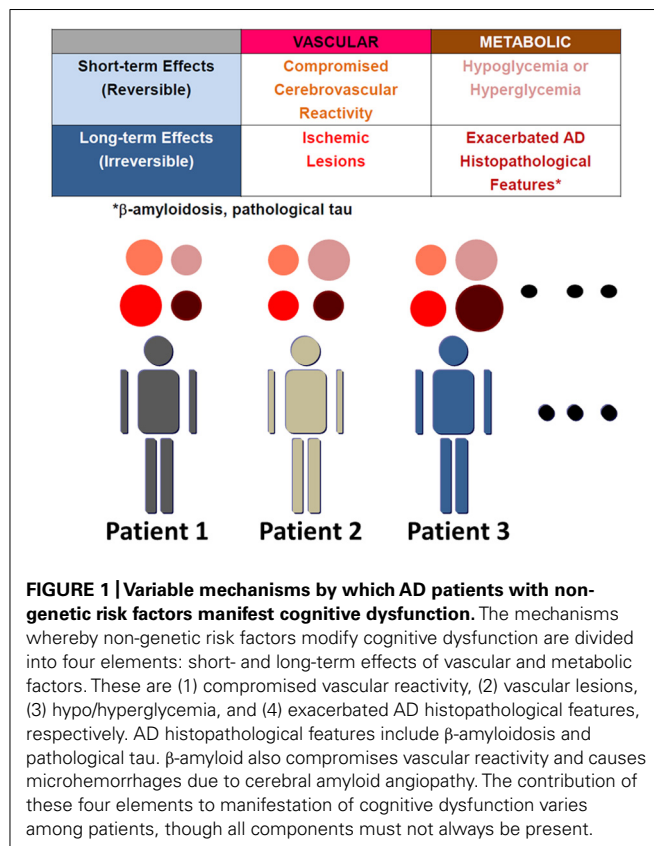 VASCULAR METABOLIC
Short-term Effects Compromised Hypoglycemia or
(Reversible) Cerebrovascular Hyperglycemia
Reactivity
Long-term Effects Ischemic Exacerbated AD
(Irreversible) Lesions Histopathological
Features*
*β-amyloidosis, pathological tau
Patient 1 Patient 2 Patient 3
FIGURE 1 | Variable mechanisms by which AD patients with non-
genetic risk factors manifest cognitive dysfunction. The mechanisms
whereby non-genetic risk factors modify cognitive dysfunction are divided
into four elements: short- and long-term effects of vascular and metabolic
factors. These are (1) compromised vascular reactivity, (2) vascular lesions,
(3) hypo/hyperglycemia, and (4) exacerbated AD histopathological features,
respectively. AD histopathological features include β-amyloidosis and
pathological tau. β-amyloid also compromises vascular reactivity and causes
microhemorrhages due to cerebral amyloid angiopathy. The contribution of
these four elements to manifestation of cognitive dysfunction varies
among patients, though all components must not always be present.